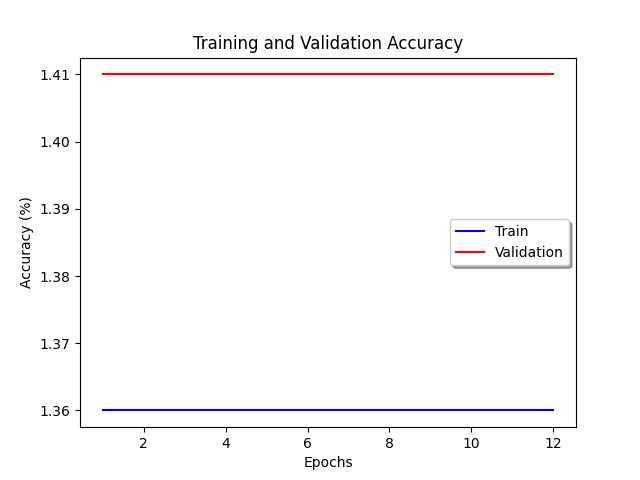 Training and Validation Accuracy
1.41
1.40
1.39
1.38
1.37
1.36
Accuracy (%)
Train
Validation
2 4 6 8 10 12
Epochs